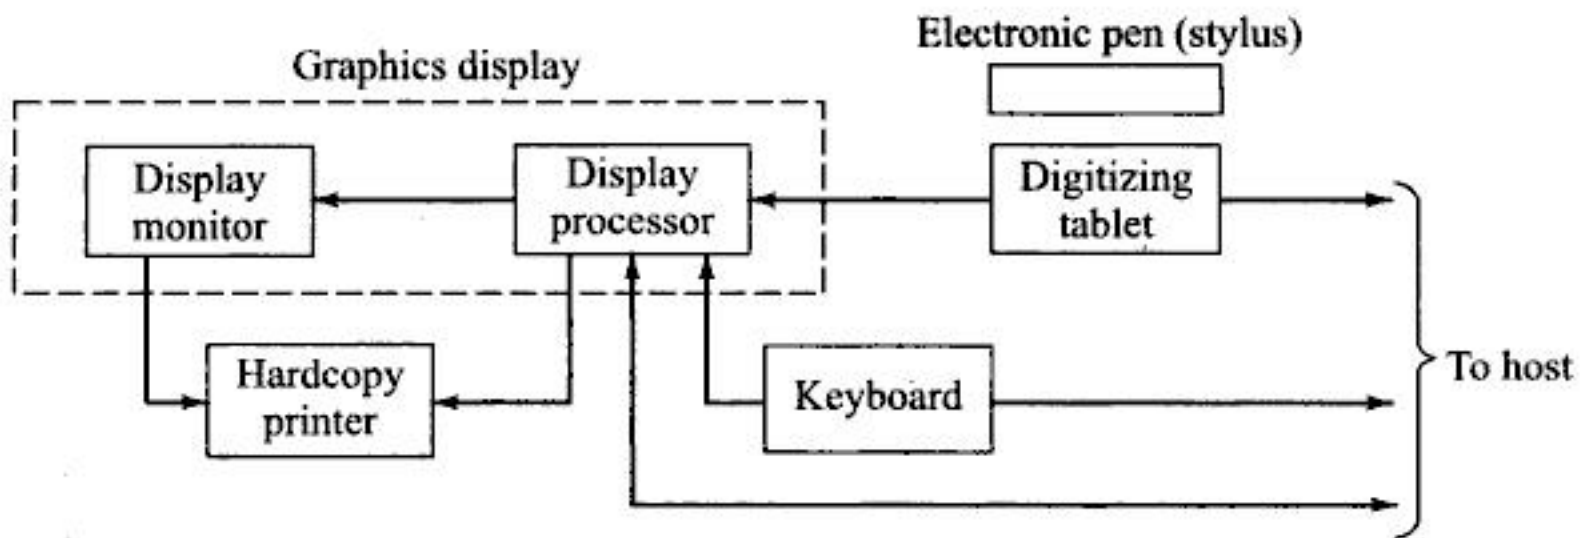 Electronic pen (stylus)
Graphics display
Display
monitor
Display
processor
Digitizing
tablet
Hardcopy
printer
Keyboard
To host